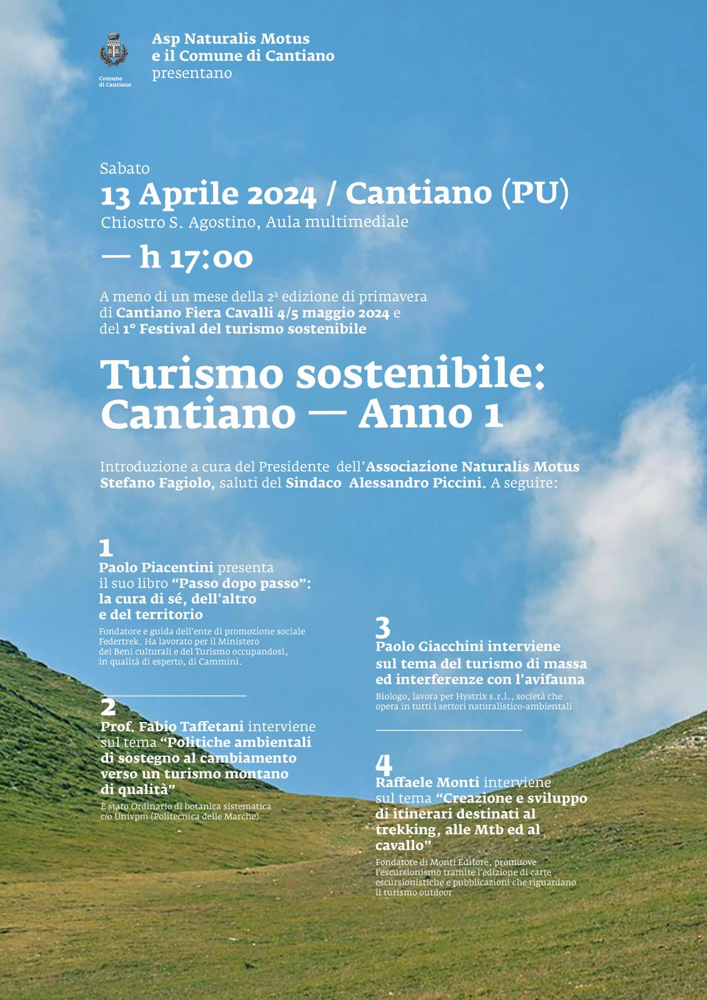 Comune
di Cantiano
Asp Naturalis Motus
e il Comune di Cantiano
presentano
Sabato
13 Aprile 2024 / Cantiano (PU)
Chiostro S. Agostino, Aula multimediale
— h 17:00
A meno di un mese della 2ª edizione di primavera
di Cantiano Fiera Cavalli 4/5 maggio 2024 e
del 1° Festival del turismo sostenibile
Turismo sostenibile:
Cantiano — Anno 1
Introduzione a cura del Presidente dell’Associazione Naturalis Motus
Stefano Fagiolo, saluti del Sindaco Alessandro Piccini. A seguire:
1
Paolo Piacentini presenta
il suo libro “Passo dopo passo”:
la cura di sé, dell'altro
e del territorio
Fondatore e guida dell'ente di promozione sociale
Federtrek. Ha lavorato per il Ministero
dei Beni culturali e del Turismo occupandosi,
in qualità di esperto, di Cammini.
2
Prof. Fabio Taffetani interviene
sul tema “Politiche ambientali
di sostegno al cambiamento
verso un turismo montano
di qualità”
È stato Ordinario di botanica sistematica
c/o Univpm (Politecnica delle Marche)
3
Paolo Giacchini interviene
sul tema del turismo di massa
ed interferenze con l'avifauna
Biologo, lavora per Hystrix s.r.l., società che
opera in tutti i settori naturalistico-ambientali
4
Raffaele Monti interviene
sul tema “Creazione e sviluppo
di itinerari destinati al
trekking, alle Mtb ed al
cavallo”
Fondatore di Monti Editore, promuove
l'escursionismo tramite l'edizione di carte
escursionistiche e pubblicazioni che riguardano
il turismo outdoor